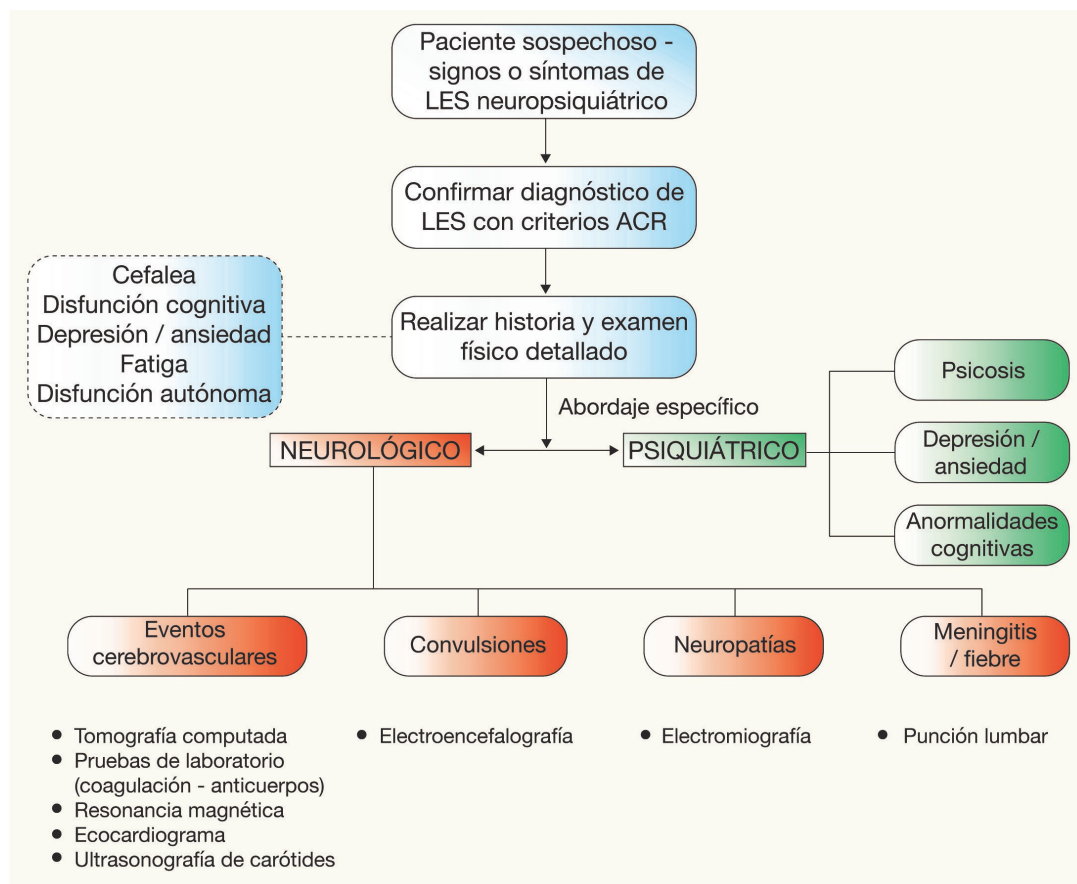 Paciente sospechoso -
signos o síntomas de
LES neuropsiquiátrico
Confirmar diagnóstico de
LES con criterios ACR
Cefalea
Disfunción cognitiva
Depresión / ansiedad
Fatiga
Disfunción autónoma
Realizar historia y examen
físico detallado
Abordaje específico
NEUROLÓGICO
PSIQUIÁTRICO
Psicosis
Depresión /
ansiedad
Anormalidades
cognitivas
Eventos
cerebrovasculares
Convulsiones
Neuropatías
Meningitis
/ fiebre
• Tomografía computada
• Pruebas de laboratorio
(coagulación - anticuerpos)
• Resonancia magnética
• Ecocardiograma
• Ultrasonografía de carótides
• Electroencefalografía
• Electromiografía
• Punción lumbar